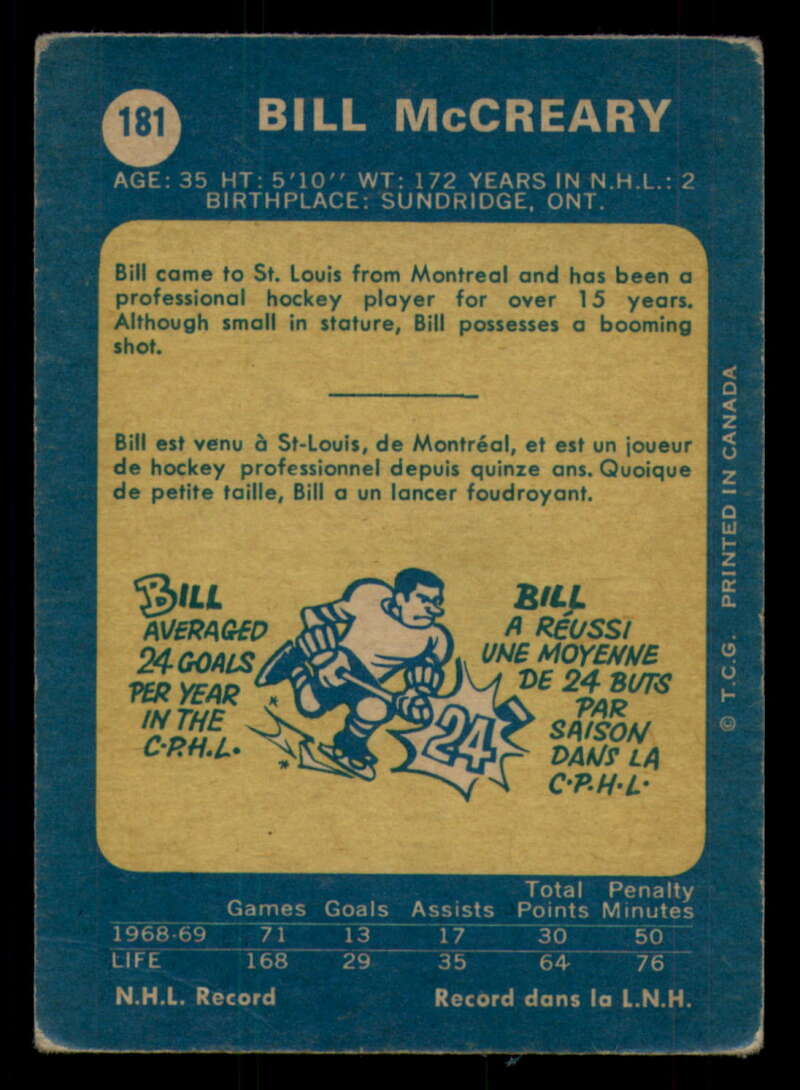 181
BILL McCREARY
AGE: 35 HT: 5'10'' WT: 172 YEARS IN N.H.L.: 2
BIRTHPLACE: SUNDRIDGE, ONT.
Bill came to St. Louis from Montreal and has been a
professional hockey player for over 15 years.
Although small in stature, Bill possesses a booming
shot.
Bill est venu à St-Louis, de Montréal, et est un joueur
de hockey professionnel depuis quinze ans. Quoique
de petite taille, Bill a un lancer foudroyant.
BILL
AVERAGED
24 GOALS
PER YEAR
IN THE
C.P.H.L.
24
BILL
A RÉUSSI
UNE MOYENNE
DE 24 BUTS
PAR
SAISON
DANS LA
C.P.H.L.
© T.C.G. PRINTED IN CANADA
Games Goals Assists Total Points Penalty Minutes
1968-69 71 13 17 30 50
LIFE 168 29 35 64 76
N.H.L. Record Record dans la L.N.H.